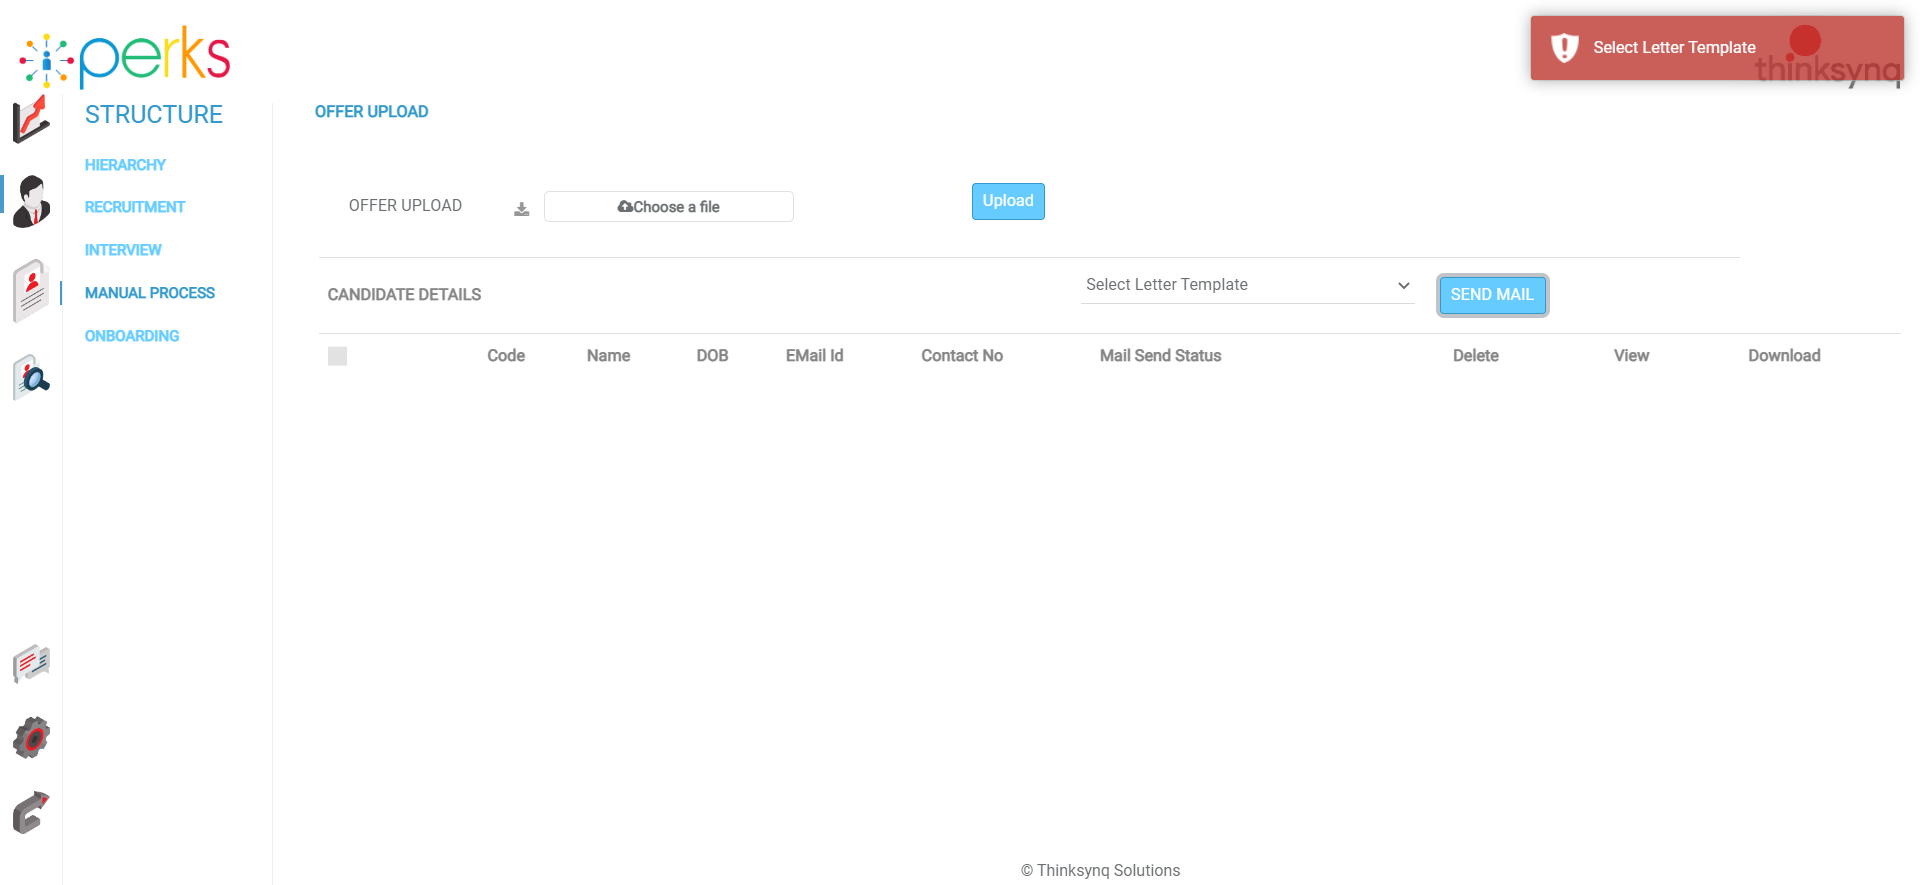 perks
Select Letter Template
thinksynq
STRUCTURE
HIERARCHY
RECRUITMENT
INTERVIEW
MANUAL PROCESS
ONBOARDING
OFFER UPLOAD
OFFER UPLOAD Choose a file Upload
CANDIDATE DETAILS Select Letter Template SEND MAIL
Code Name DOB EMail Id Contact No Mail Send Status Delete View Download
© Thinksynq Solutions